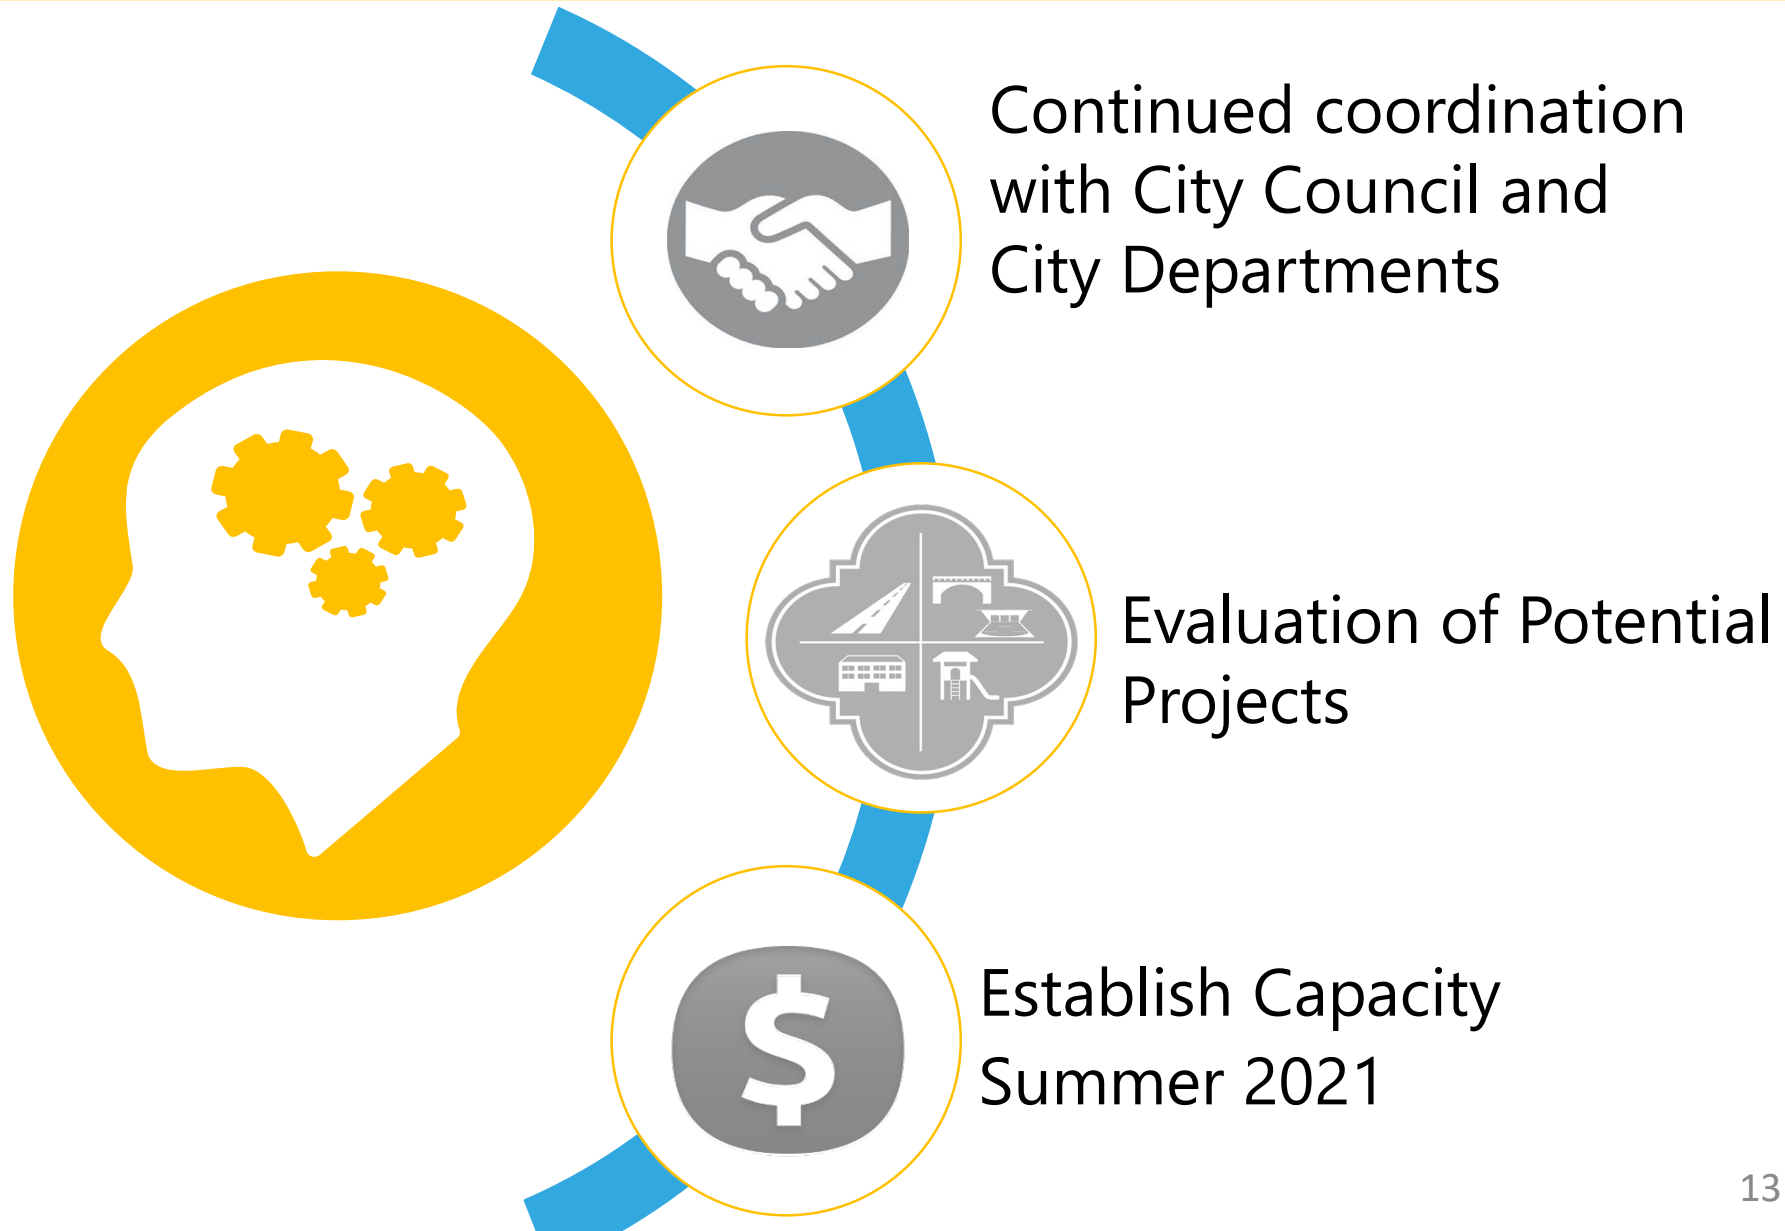 Continued coordination
with City Council and
City Departments
Evaluation of Potential
Projects
$
Establish Capacity
Summer 2021
13